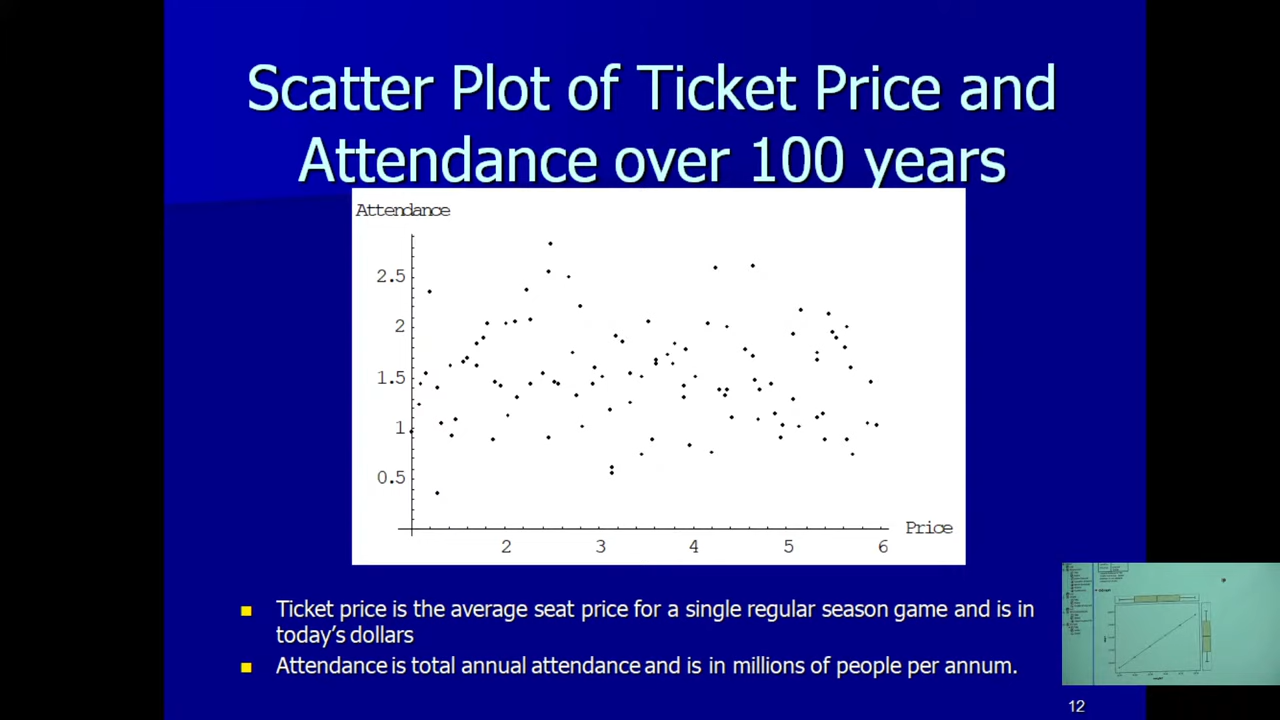 Scatter Plot of Ticket Price and
Attendance over 100 years
Attendance
2.5
2
1.5
1
0.5
Price
2 3 4 5 6
Ticket price is the average seat price for a single regular season game and is in
today's dollars
Attendance is total annual attendance and is in millions of people per annum.
12